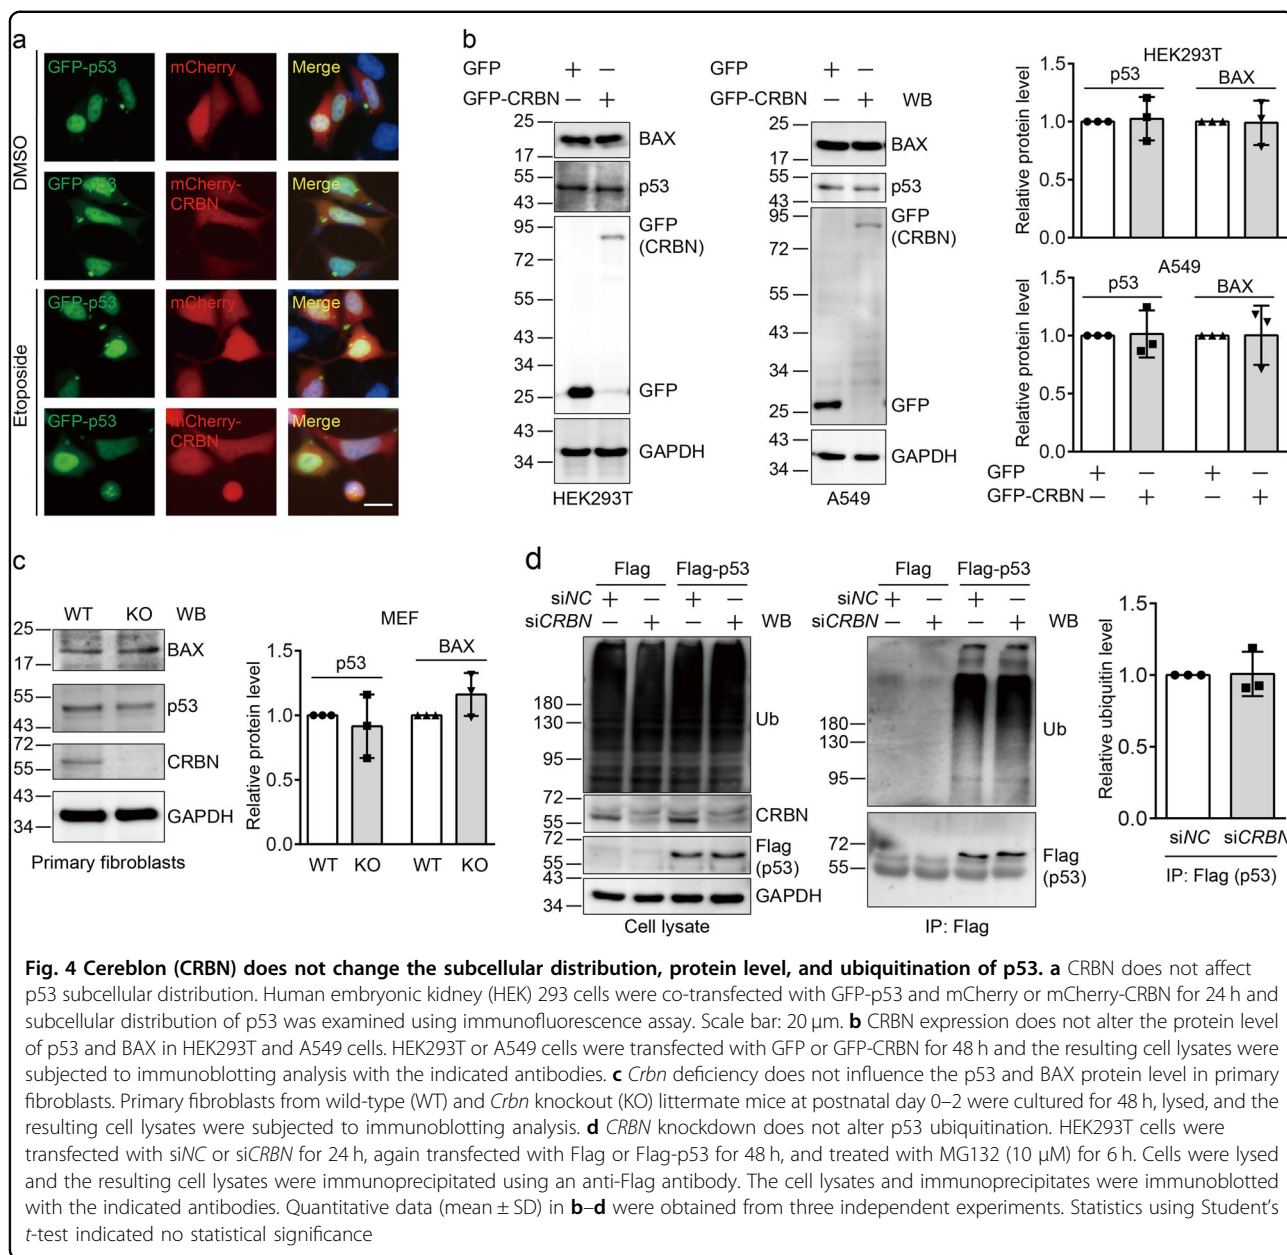 a
GFP-p53 mCherry Merge
DMSO
GFP-p53 mCherry-CRBN Merge
Etoposide
GFP-p53 mCherry Merge
GFP-p53 mCherry-CRBN Merge
b
GFP + −
GFP-CRBN − +
25
17
BAX
55
43
p53
95
72
55
43
34
25
GFP (CRBN)
GFP
43
34
GAPDH
HEK293T
GFP + −
GFP-CRBN − + WB
25
17
BAX
55
43
p53
95
72
55
43
34
25
GFP (CRBN)
GFP
43
34
GAPDH
A549
HEK293T
p53 BAX
Relative protein level
1.5
1.0
0.5
0.0
A549
p53 BAX
Relative protein level
1.5
1.0
0.5
0.0
GFP + − + −
GFP-CRBN − + − +
c
WT KO WB
25
17
BAX
55
43
p53
72
55
CRBN
43
34
GAPDH
Primary fibroblasts
MEF
p53 BAX
Relative protein level
1.5
1.0
0.5
0.0
WT KO WT KO
d
Flag Flag-p53
siNC + − + −
siCRBN − + − + WB
180
130
95
Ub
72
55
CRBN
72
55
Flag (p53)
43
34
GAPDH
Cell lysate
Flag Flag-p53
siNC + − + −
siCRBN − + − + WB
180
130
95
Ub
72
55
Flag (p53)
IP: Flag
Relative ubiquitin level
1.5
1.0
0.5
0.0
siNC siCRBN
IP: Flag (p53)
Fig. 4 Cereblon (CRBN) does not change the subcellular distribution, protein level, and ubiquitination of p53. a CRBN does not affect
p53 subcellular distribution. Human embryonic kidney (HEK) 293 cells were co-transfected with GFP-p53 and mCherry or mCherry-CRBN for 24 h and
subcellular distribution of p53 was examined using immunofluorescence assay. Scale bar: 20 µm. b CRBN expression does not alter the protein level
of p53 and BAX in HEK293T and A549 cells. HEK293T or A549 cells were transfected with GFP or GFP-CRBN for 48 h and the resulting cell lysates were
subjected to immunoblotting analysis with the indicated antibodies. c Crbn deficiency does not influence the p53 and BAX protein level in primary
fibroblasts. Primary fibroblasts from wild-type (WT) and Crbn knockout (KO) littermate mice at postnatal day 0–2 were cultured for 48 h, lysed, and the
resulting cell lysates were subjected to immunoblotting analysis. d CRBN knockdown does not alter p53 ubiquitination. HEK293T cells were
transfected with siNC or siCRBN for 24 h, again transfected with Flag or Flag-p53 for 48 h, and treated with MG132 (10 µM) for 6 h. Cells were lysed
and the resulting cell lysates were immunoprecipitated using an anti-Flag antibody. The cell lysates and immunoprecipitates were immunoblotted
with the indicated antibodies. Quantitative data (mean ± SD) in b–d were obtained from three independent experiments. Statistics using Student's
t-test indicated no statistical significance